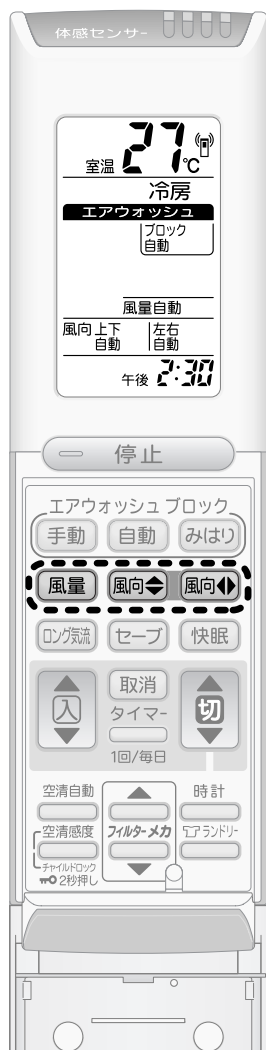 体感センサー
室温 27℃
冷房
エアウォッシュ
ブロック
自動
風量自動
風向 上下 左右
自動 自動
午後 2:30
停止
エアウォッシュ ブロック
手動 自動 みはり
風量 風向 風向
ロング気流 セーブ 快眠
入 取消 切
タイマー
1回/毎日
空清自動 時計
空清感度 フィルターメカ ランドリー
チャイルドロック
2秒押し